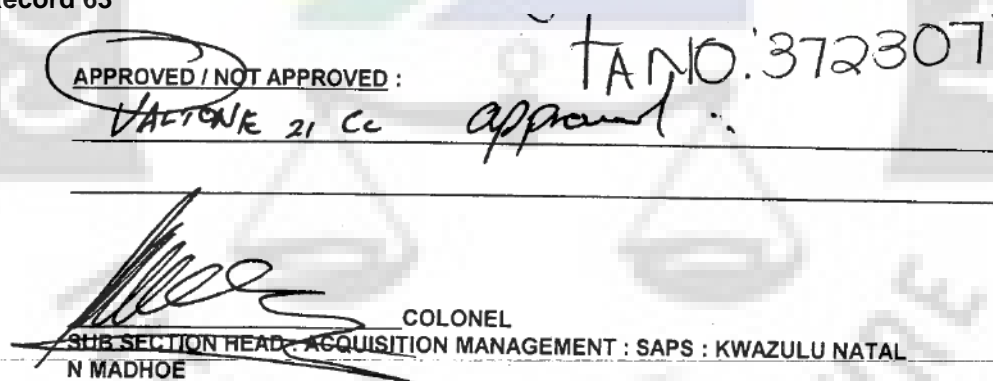 Record 63
TA NO: 372307
APPROVED / NOT APPROVED :
VALTONE 21 Cc approved
COLONEL
SUB SECTION HEAD : ACQUISITION MANAGEMENT : SAPS : KWAZULU NATAL
N MADHOE